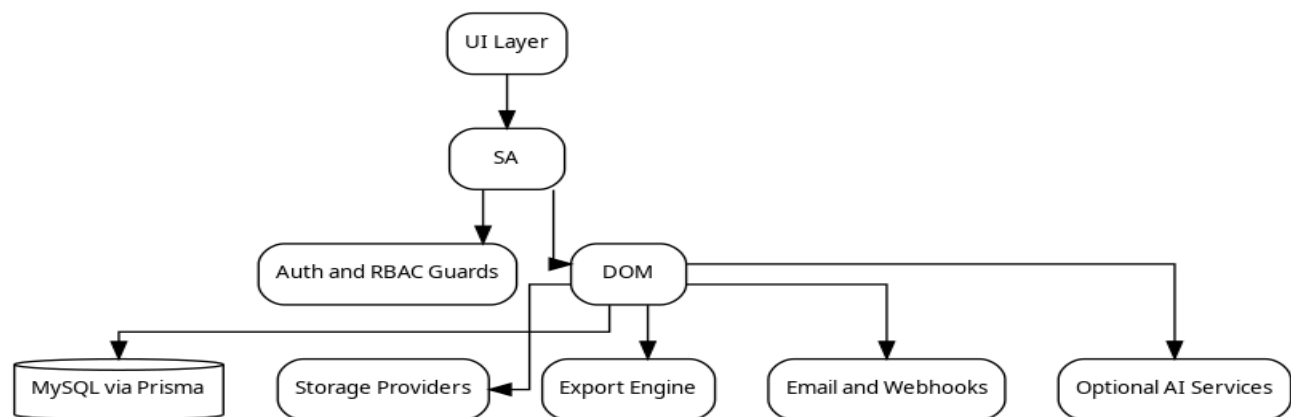 UI Layer
SA
Auth and RBAC Guards
DOM
MySQL via Prisma
Storage Providers
Export Engine
Email and Webhooks
Optional AI Services